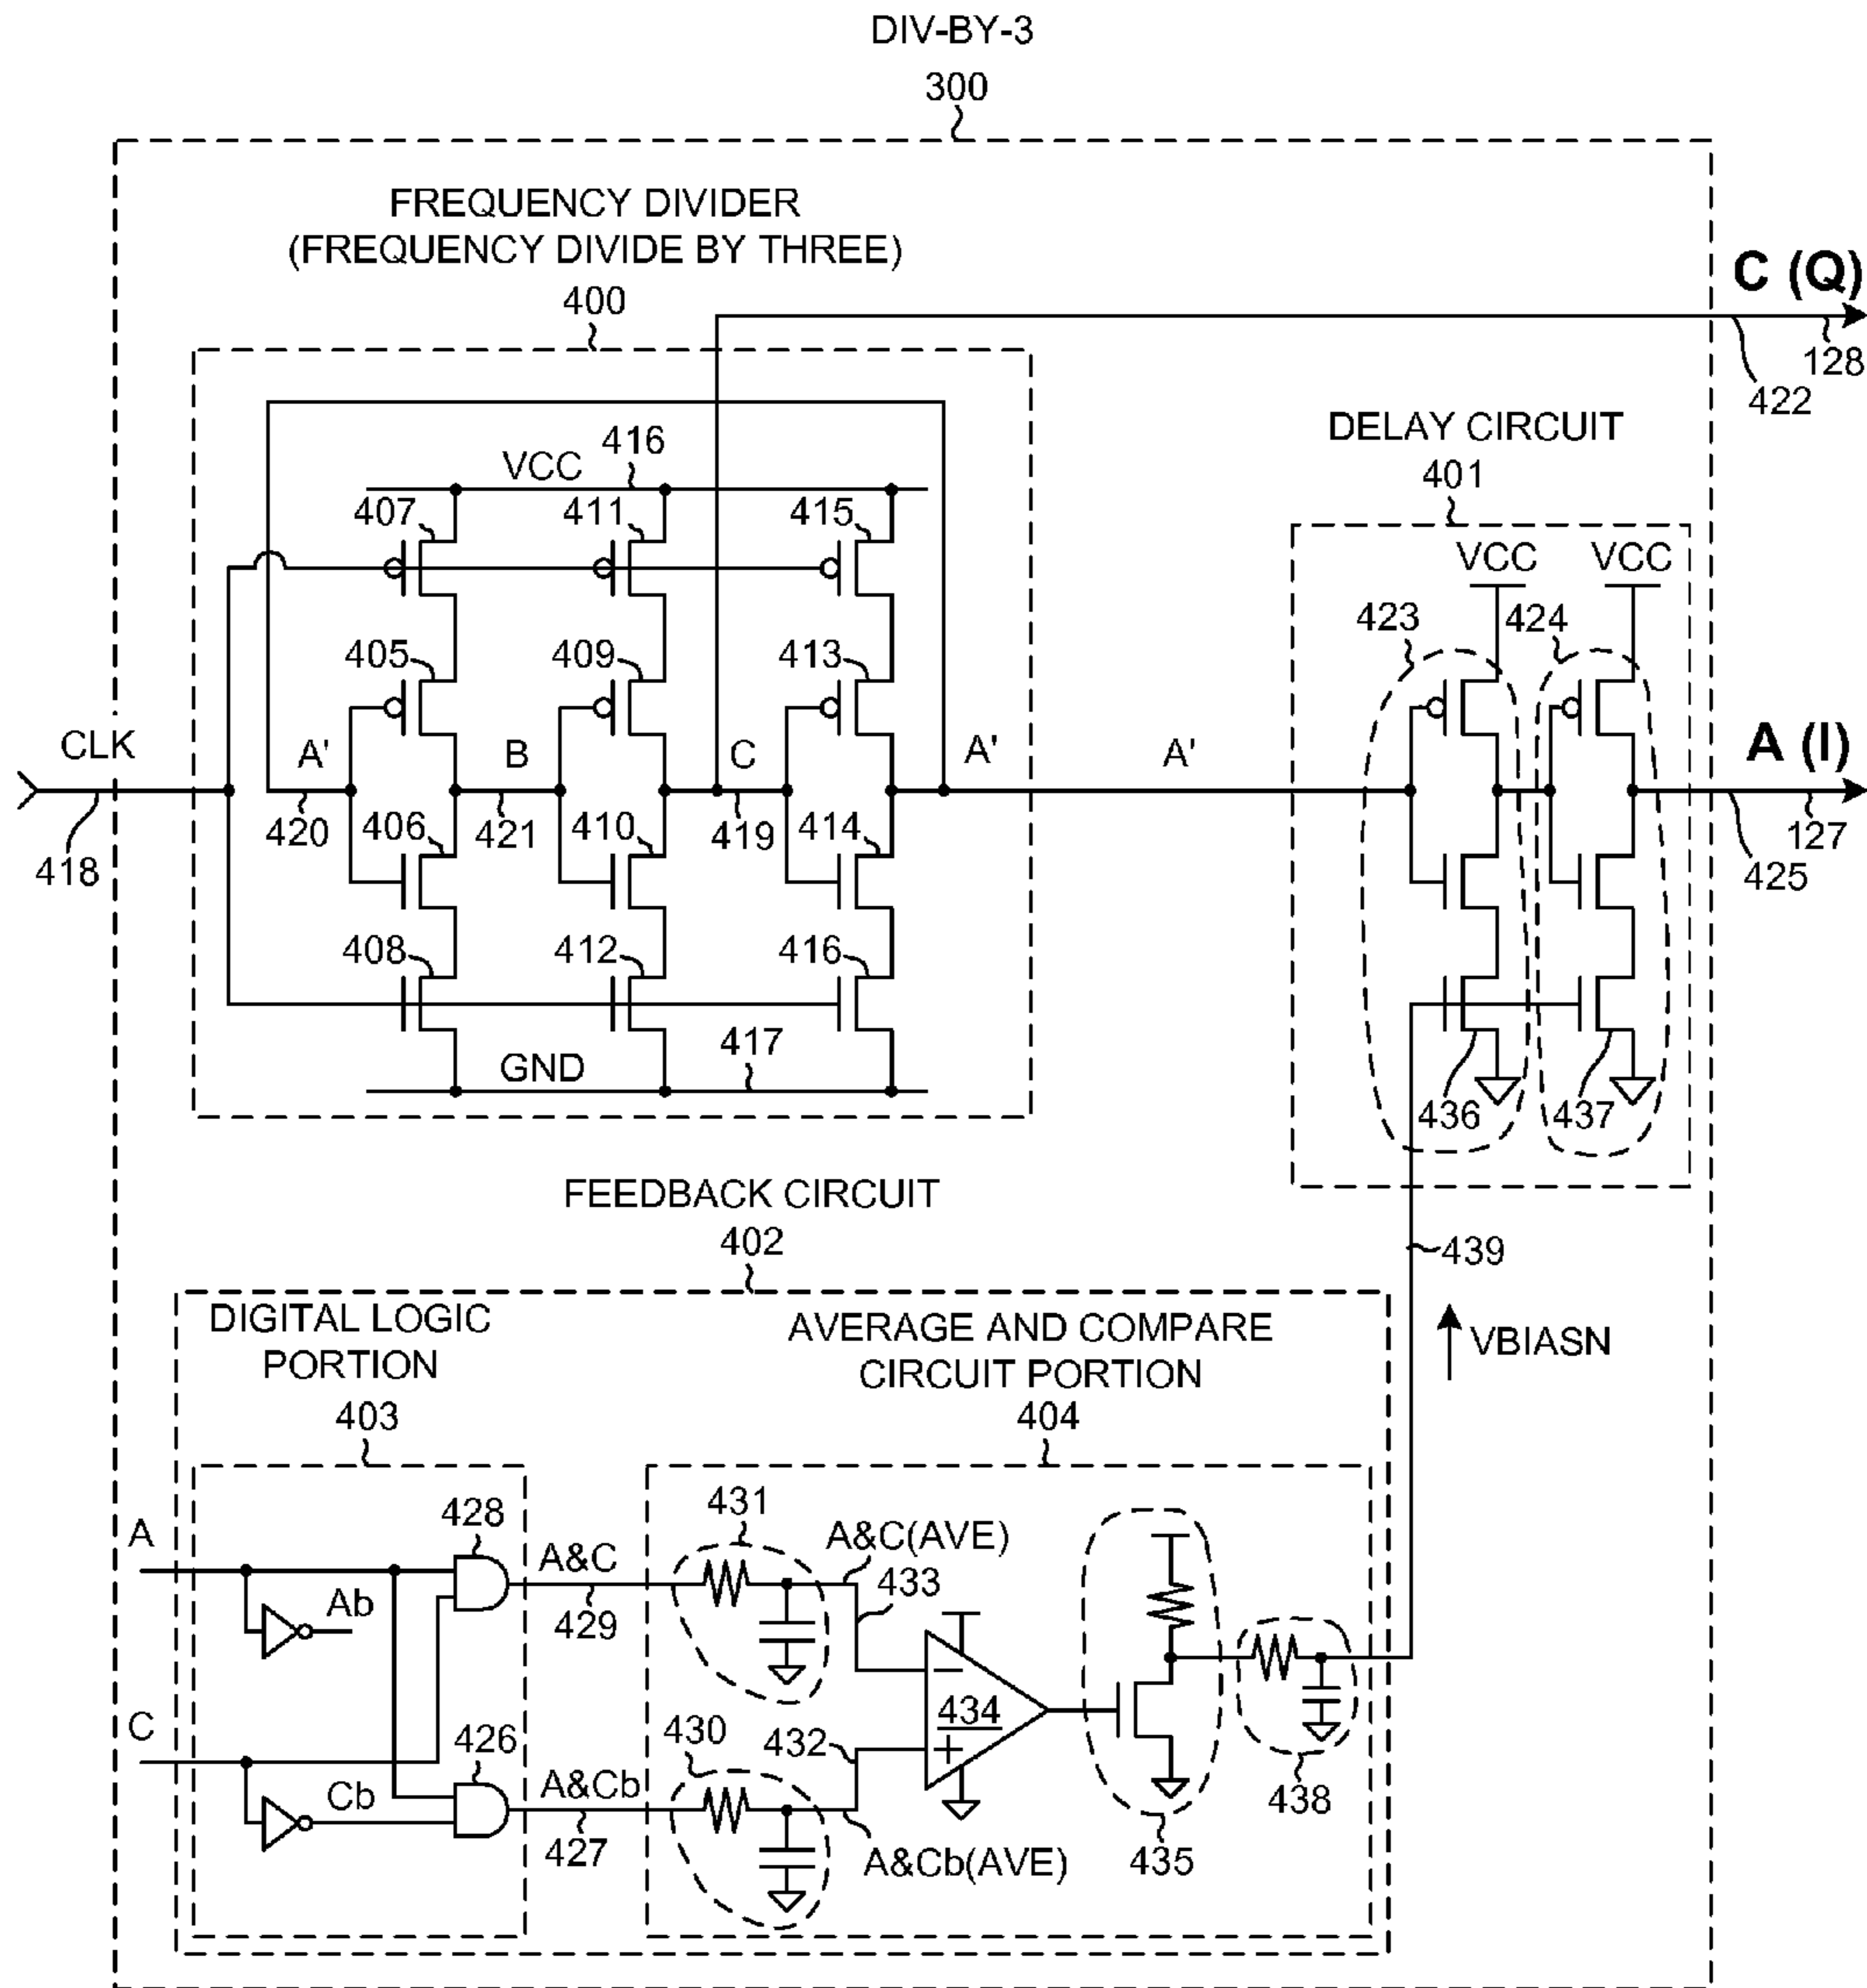 DIV-BY-3
300
FREQUENCY DIVIDER
(FREQUENCY DIVIDE BY THREE)
400
C (Q)
128
422
416
VCC
407
411
415
405
409
413
CLK
418
A'
420
406
B
421
410
C
419
414
A'
A'
408
412
416
GND
417
DELAY CIRCUIT
401
VCC
VCC
423
424
A (I)
127
425
436
437
439
VBIASN
FEEDBACK CIRCUIT
402
DIGITAL LOGIC
PORTION
403
AVERAGE AND COMPARE
CIRCUIT PORTION
404
A
Ab
428
A&C
429
431
A&C(AVE)
433
C
Cb
426
A&Cb
427
430
432
A&Cb(AVE)
434
435
438